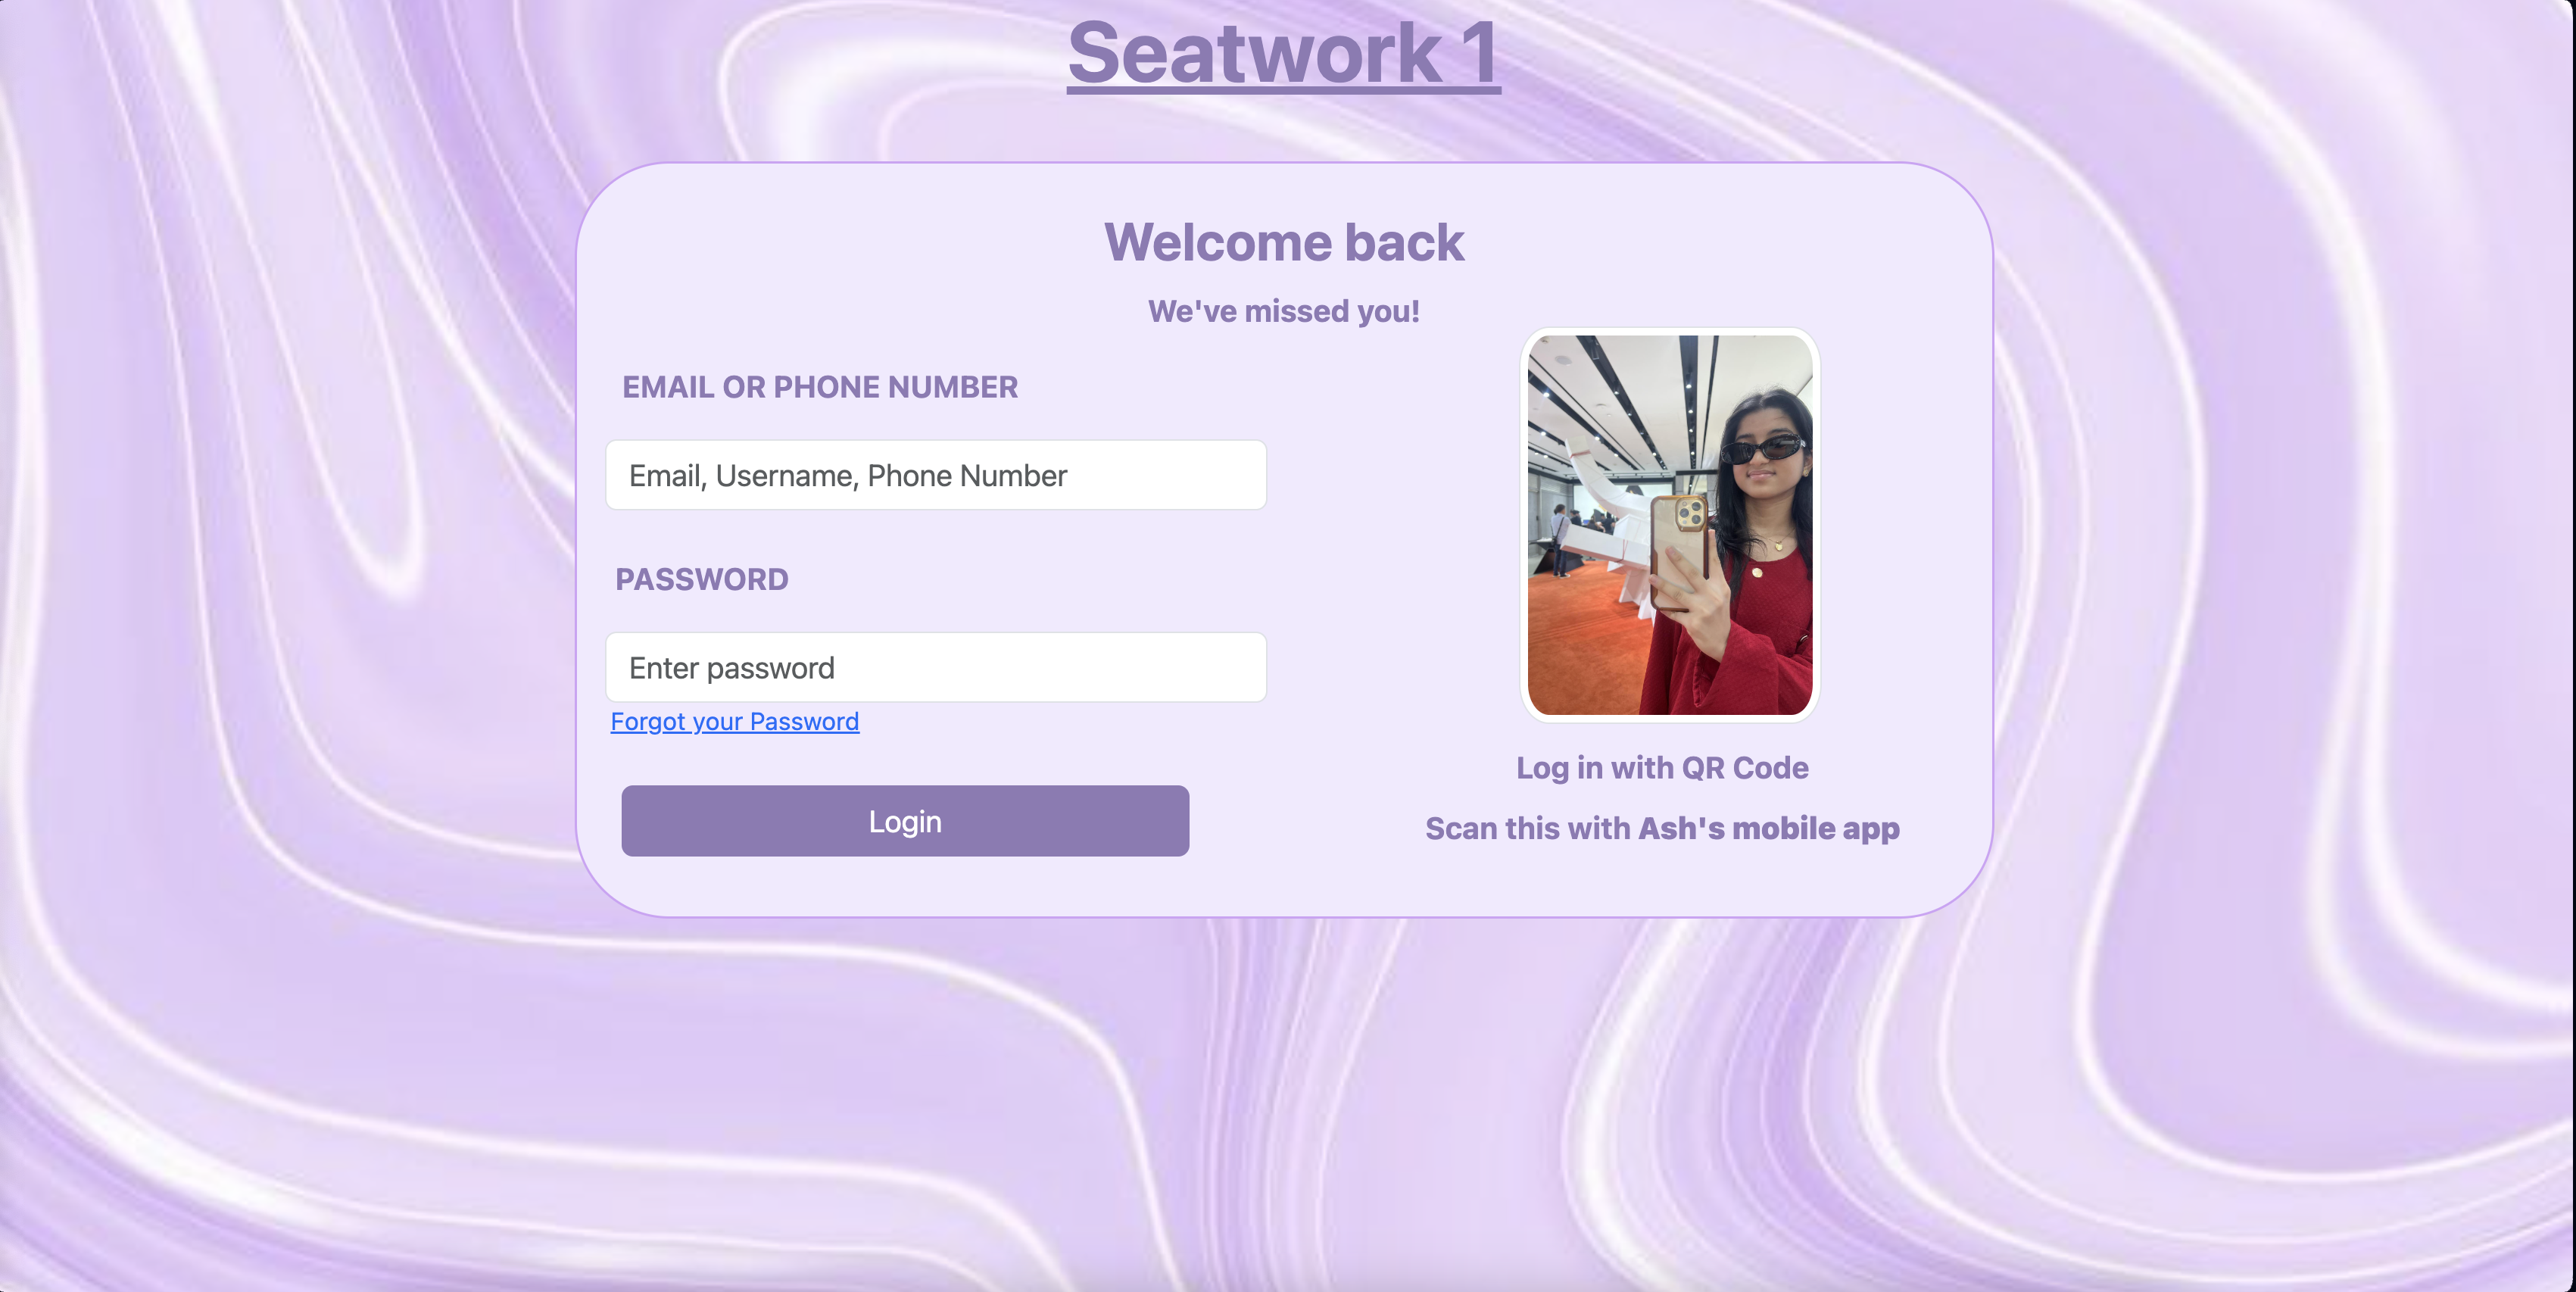 Seatwork 1
Welcome back
We've missed you!
EMAIL OR PHONE NUMBER
Email, Username, Phone Number
PASSWORD
Enter password
Forgot your Password
Login
Log in with QR Code
Scan this with Ash's mobile app